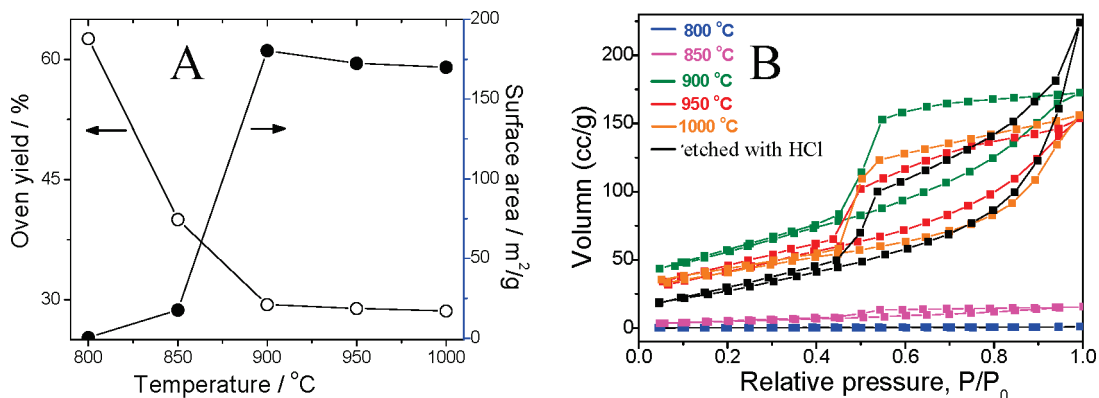 A
Oven yield / %
60
45
30
200
150
100
50
0
Surface area / m²/g
800 850 900 950 1000
Temperature / °C
B
Volumn (cc/g)
200
150
100
50
0
800 °C
850 °C
900 °C
950 °C
1000 °C
etched with HCl
0.0 0.2 0.4 0.6 0.8 1.0
Relative pressure, P/P₀